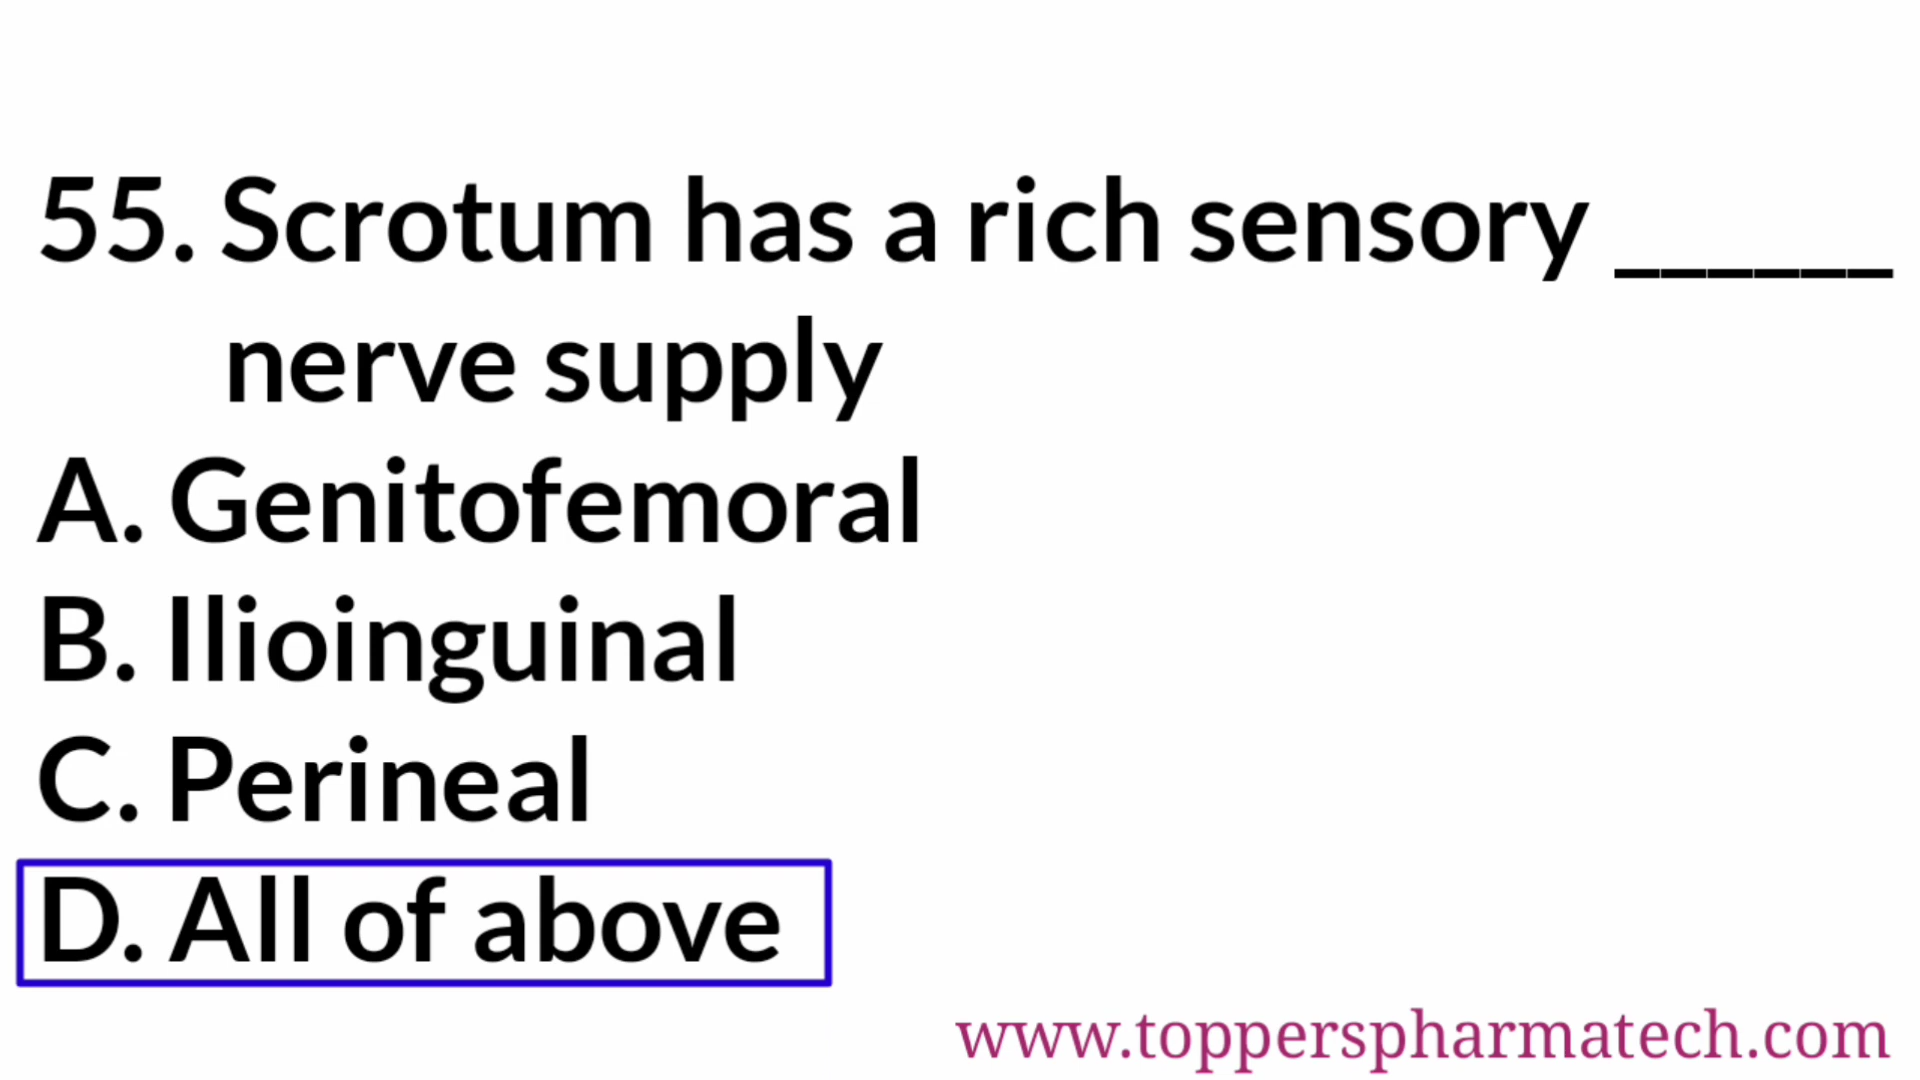 55. Scrotum has a rich sensory ______
nerve supply
A. Genitofemoral
B. Ilioinguinal
C. Perineal
D. All of above
www.topperspharmatech.com